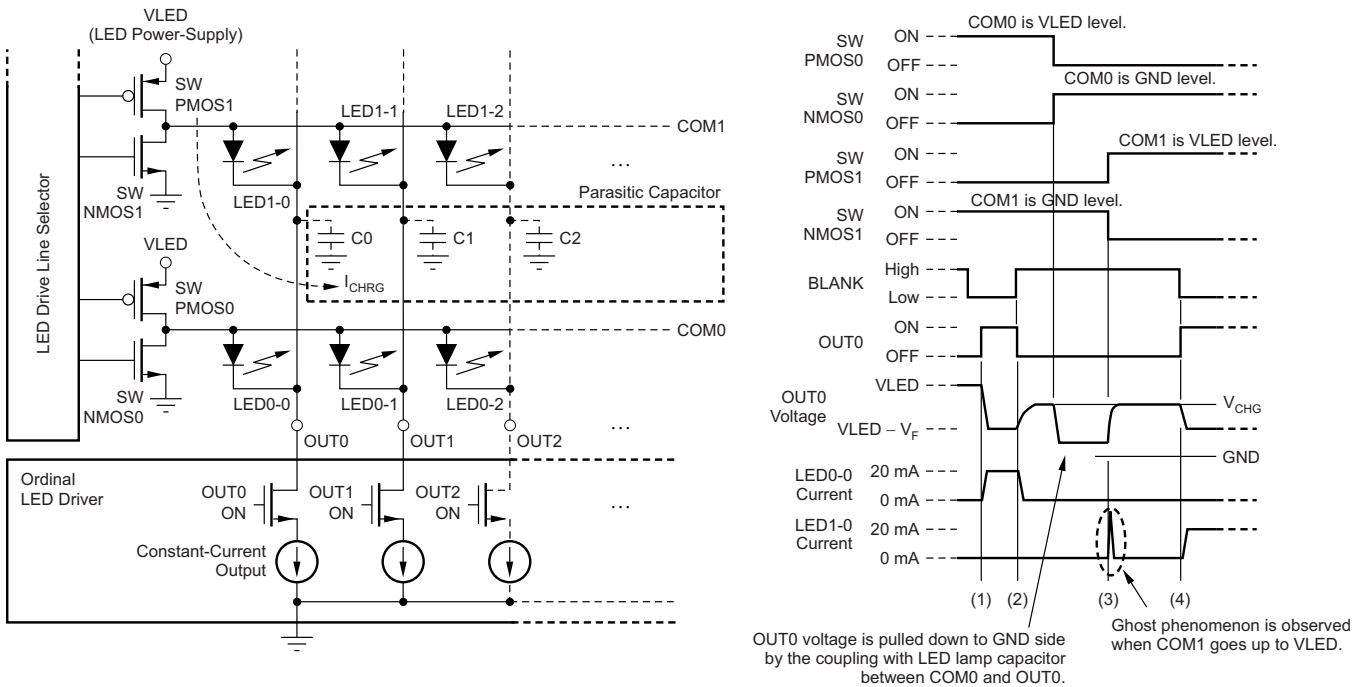 VLED
(LED Power-Supply)
SW
PMOS1
LED1-1
LED1-2
COM1
SW
NMOS1
LED1-0
...
Parasitic Capacitor
C0
C1
C2
VLED
ICHRG
SW
PMOS0
COM0
SW
NMOS0
LED0-0
LED0-1
LED0-2
...
OUT0
OUT1
OUT2
...
LED Drive Line Selector
Ordinal
LED Driver
OUT0
ON
OUT1
ON
OUT2
ON
...
Constant-Current
Output
COM0 is VLED level.
SW
PMOS0
ON
OFF
COM0 is GND level.
SW
NMOS0
ON
OFF
COM1 is VLED level.
SW
PMOS1
ON
OFF
COM1 is GND level.
SW
NMOS1
ON
OFF
BLANK
High
Low
OUT0
ON
OFF
OUT0
Voltage
VLED
VLED – VF
VCHG
GND
LED0-0
Current
20 mA
0 mA
LED1-0
Current
20 mA
0 mA
(1)
(2)
(3)
(4)
OUT0 voltage is pulled down to GND side
by the coupling with LED lamp capacitor
between COM0 and OUT0.
Ghost phenomenon is observed
when COM1 goes up to VLED.